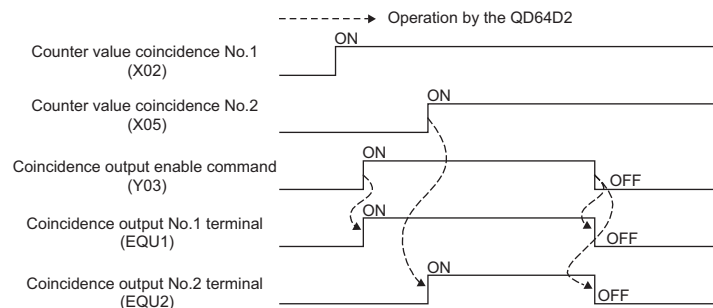 Operation by the QD64D2
ON
Counter value coincidence No.1
(X02)
ON
Counter value coincidence No.2
(X05)
ON
Coincidence output enable command
(Y03)
OFF
ON
Coincidence output No.1 terminal
(EQU1)
OFF
ON
Coincidence output No.2 terminal
(EQU2)
OFF